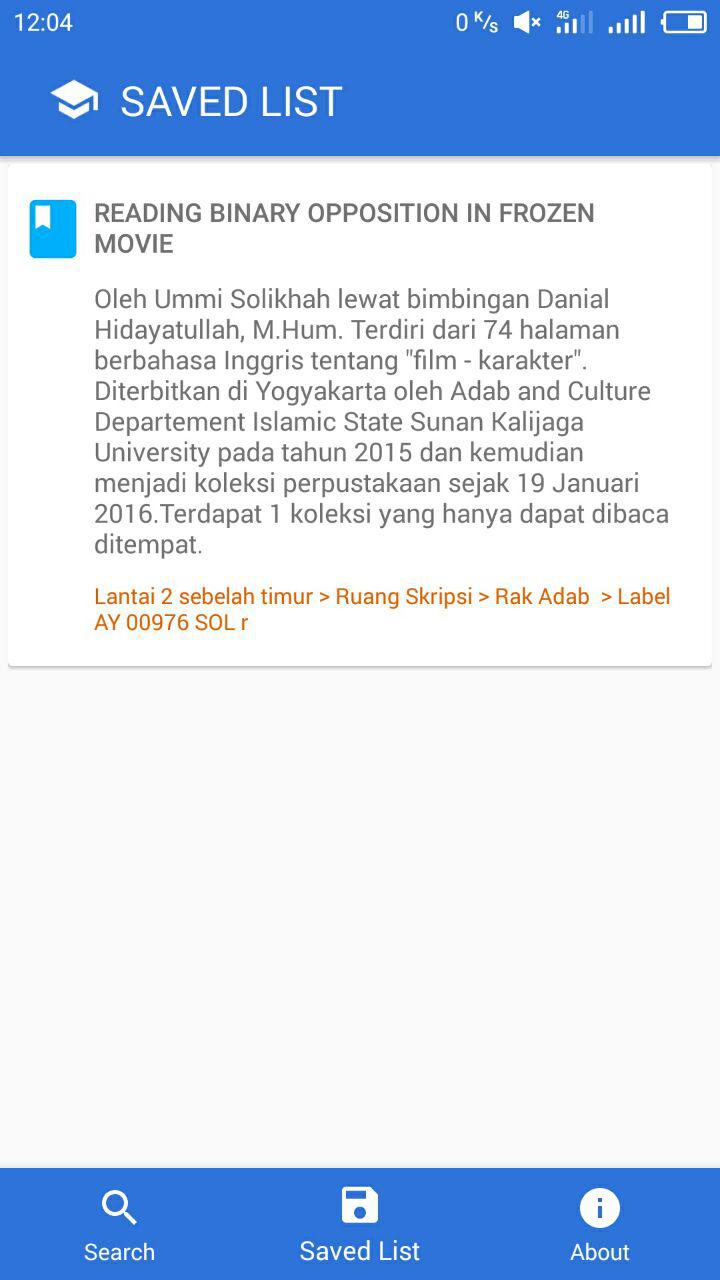 12:04
0 K/s
4G
SAVED LIST
READING BINARY OPPOSITION IN FROZEN
MOVIE
Oleh Ummi Solikhah lewat bimbingan Danial
Hidayatullah, M.Hum. Terdiri dari 74 halaman
berbahasa Inggris tentang "film - karakter".
Diterbitkan di Yogyakarta oleh Adab and Culture
Departement Islamic State Sunan Kalijaga
University pada tahun 2015 dan kemudian
menjadi koleksi perpustakaan sejak 19 Januari
2016.Terdapat 1 koleksi yang hanya dapat dibaca
ditempat.
Lantai 2 sebelah timur > Ruang Skripsi > Rak Adab  > Label
AY 00976 SOL r
Search
Saved List
About